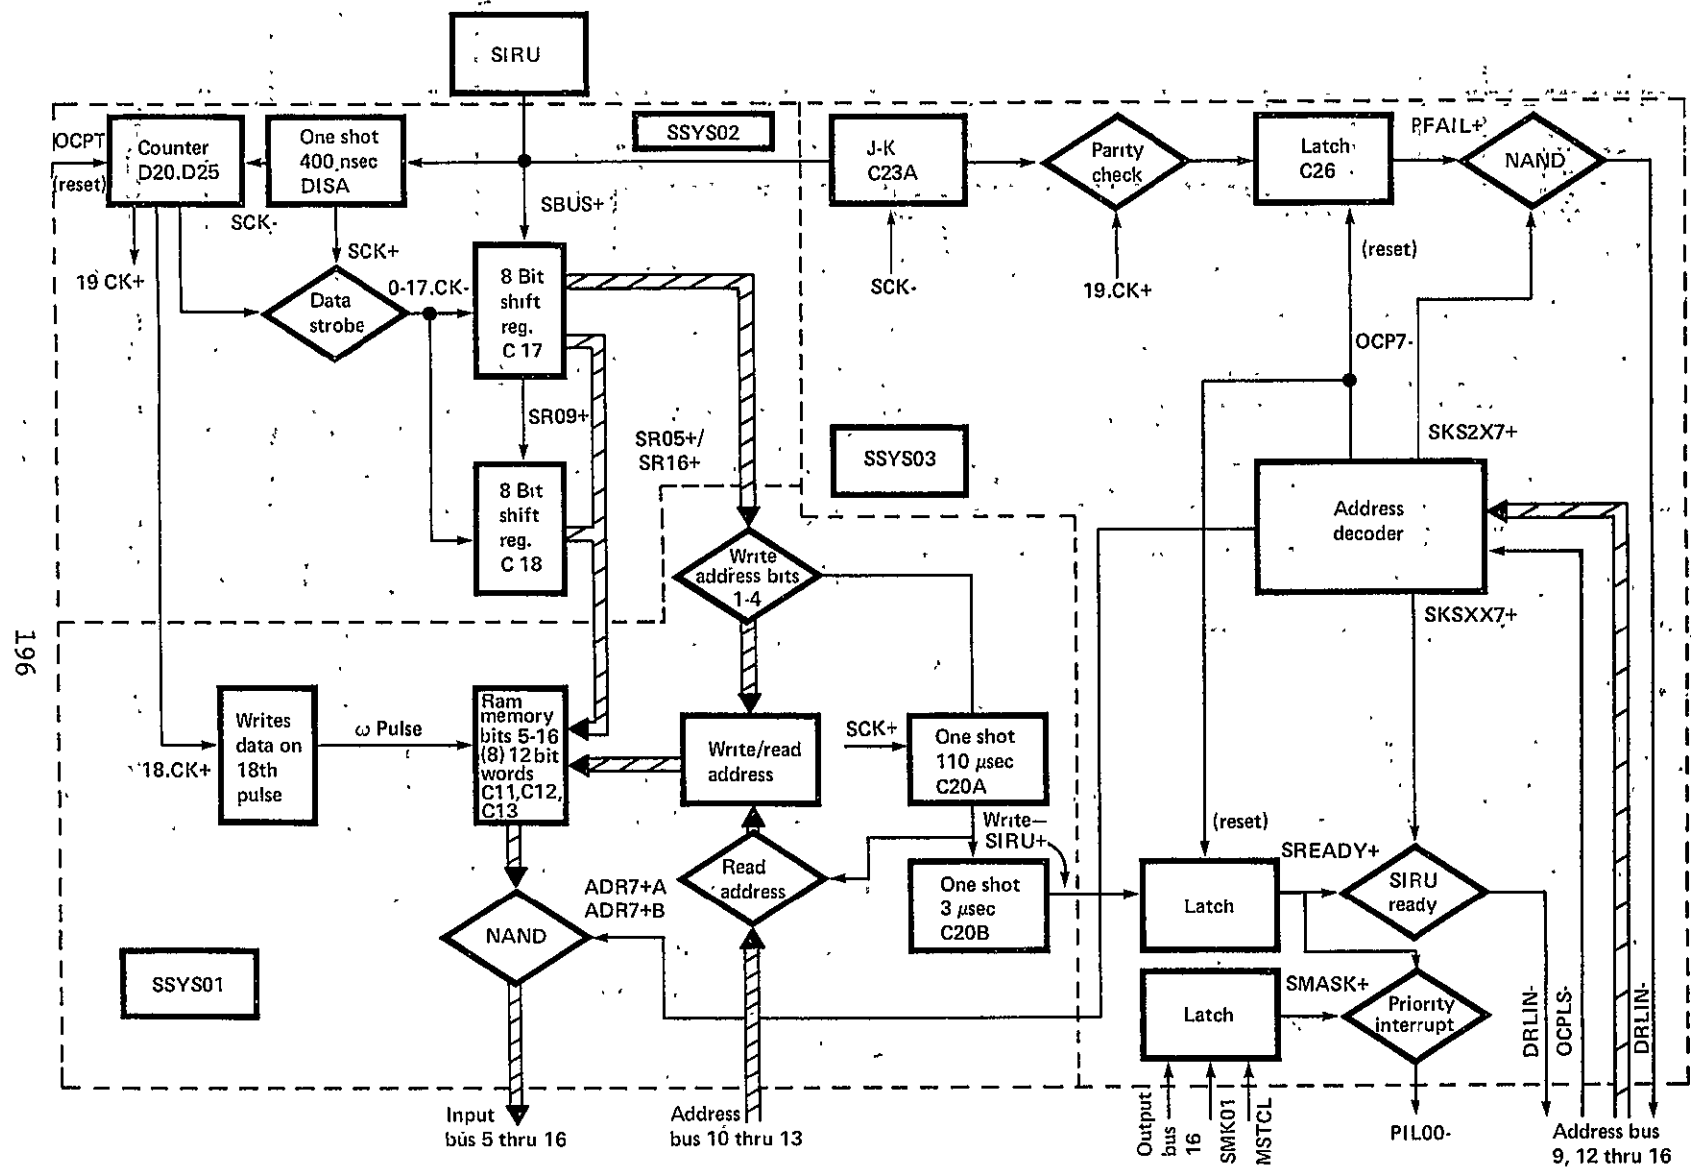 SIRU
SSYS02
OCPT
(reset)
Counter
D20.D25
One shot
400 nsec
DISA
J-K
C23A
Parity
check
Latch
C26
PFAIL+
NAND
SCK-
SCK+
SBUS+
19 CK+
Data
strobe
0-17.CK-
8 Bit
shift
reg.
C 17
SCK-
19.CK+
(reset)
OCP7-
SR09+
SR05+/
SR16+
SSYS03
SKS2X7+
8 Bit
shift
reg.
C 18
Write
address bits
1-4
Address
decoder
SKSXX7+
196
Writes
data on
18th
pulse
18.CK+
ω Pulse
Ram
memory
bits 5-16
(8) 12 bit
words
C11,C12,
C13
Write/read
address
SCK+
One shot
110 μsec
C20A
Write—
SIRU+
(reset)
SREADY+
Read
address
One shot
3 μsec
C20B
Latch
SIRU
ready
ADR7+A
ADR7+B
NAND
SSYS01
Latch
SMASK+
Priority
interrupt
DRLIN-
OCPLS-
DRLIN-
Input
bus 5 thru 16
Address
bus 10 thru 13
Output
bus
16
SMK01
MSTCL
PIL00-
Address bus
9, 12 thru 16